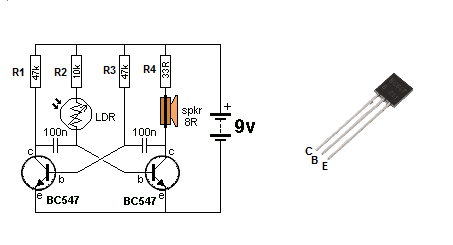 R1 47k R2 10k R3 47k R4 33R
LDR
spkr
8R
100n 100n
+
9v
c c
b b
e e
BC547 BC547
C
B
E